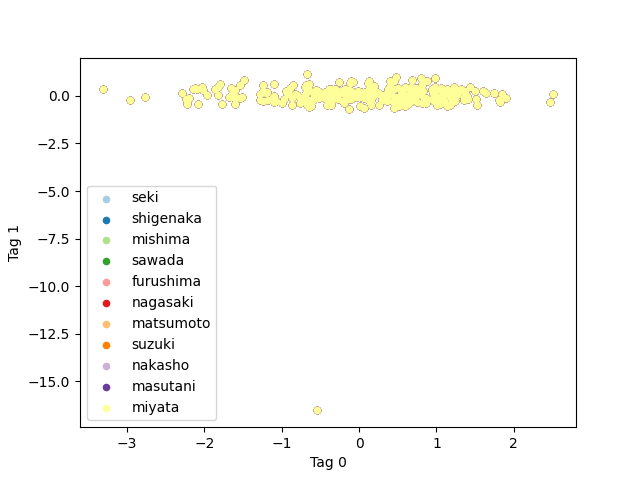 0.0
−2.5
−5.0
−7.5
−10.0
−12.5
−15.0
Tag 1
seki
shigenaka
mishima
sawada
furushima
nagasaki
matsumoto
suzuki
nakasho
masutani
miyata
−3
−2
−1
0
1
2
Tag 0